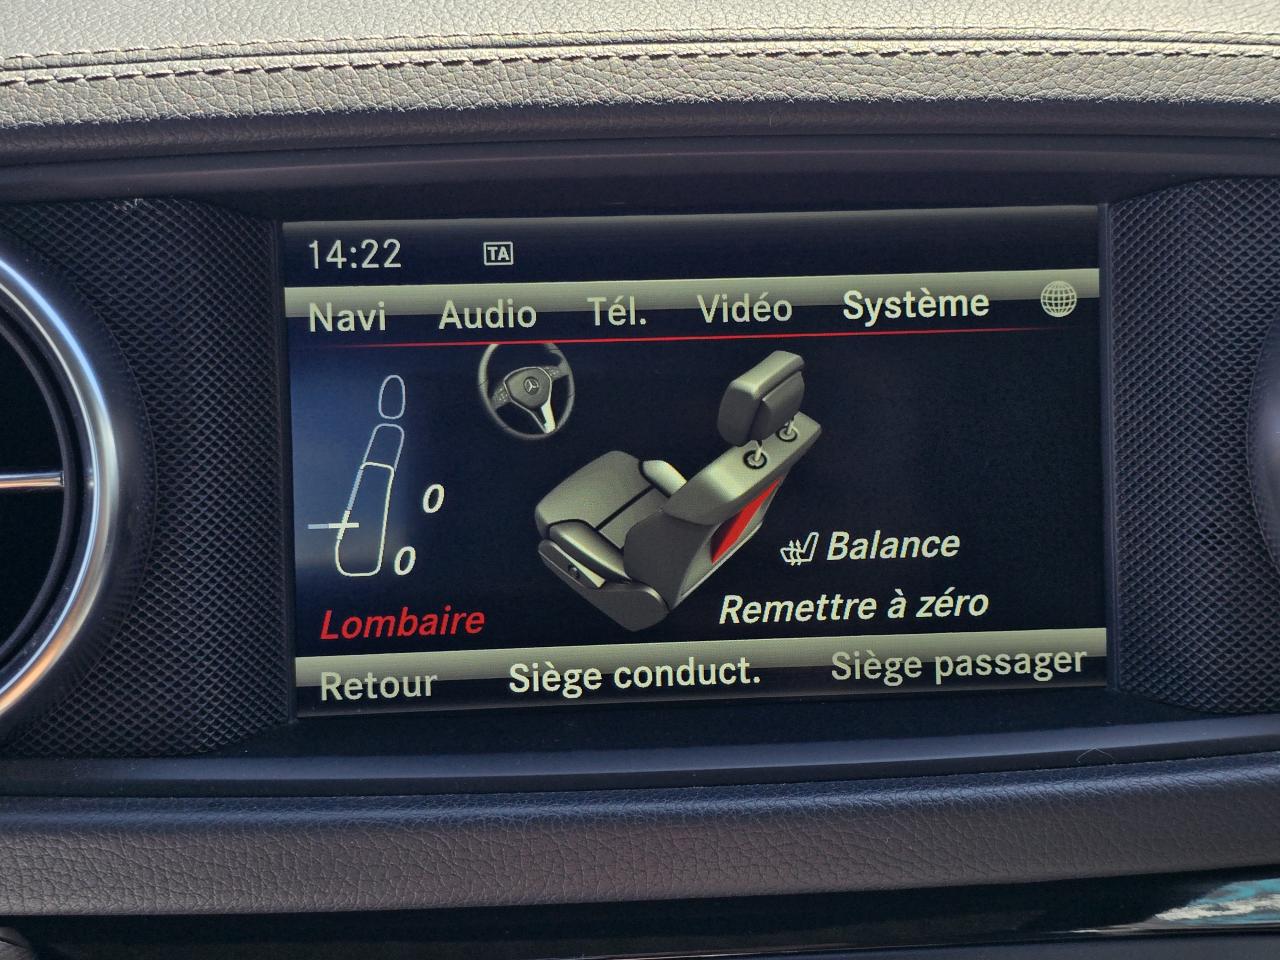 14:22 TA
Navi Audio Tél. Vidéo Système
0
0
Balance
Remettre à zéro
Lombaire
Retour Siège conduct. Siège passager